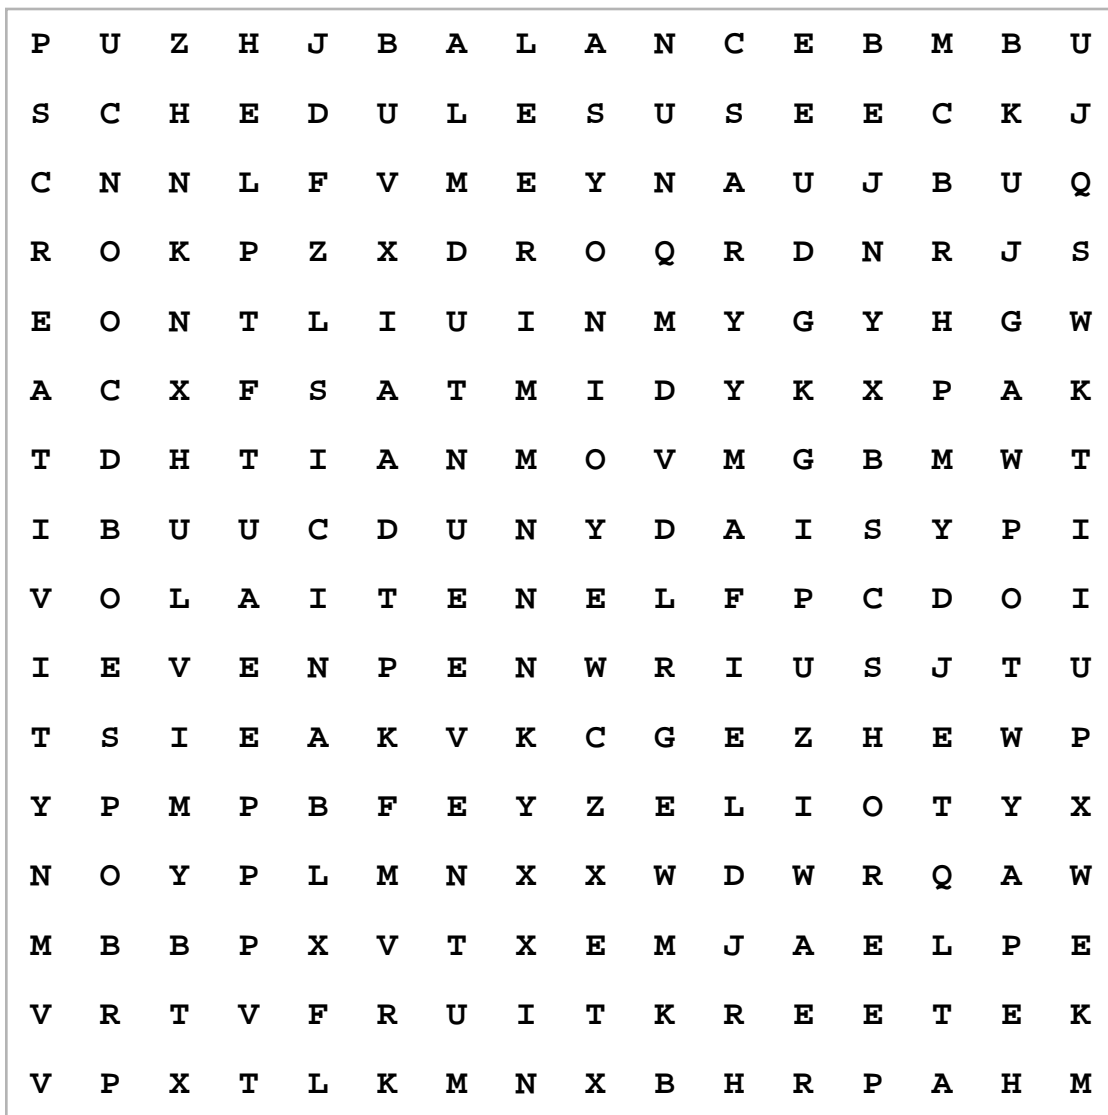 P U Z H J B A L A N C E B M B U
S C H E D U L E S U S E E C K J
C N N L F V M E Y N A U J B U Q
R O K P Z X D R O Q R D N R J S
E O N T L I U I N M Y G Y H G W
A C X F S A T M I D Y K X P A K
T D H T I A N M O V M G B M W T
I B U U C D U N Y D A I S Y P I
V O L A I T E N E L F P C D O I
I E V E N P E N W R I U S J T U
T S I E A K V K C G E Z H E W P
Y P M P B F E Y Z E L I O T Y X
N O Y P L M N X X W D W R Q A W
M B B P X V T X E M J A E L P E
V R T V F R U I T K R E E T E K
V P X T L K M N X B H R P A H M